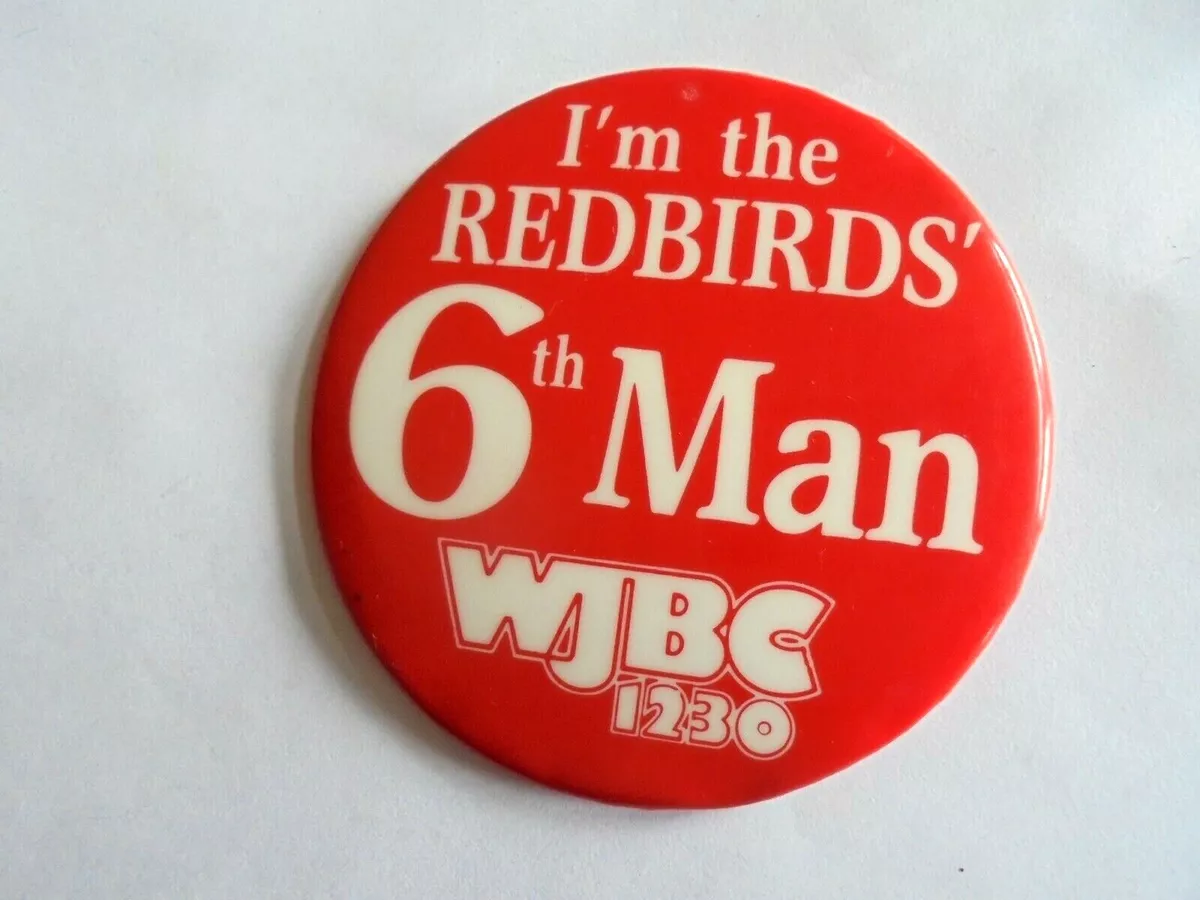 I'm the
REDBIRDS'
6th Man
WJBC
1230